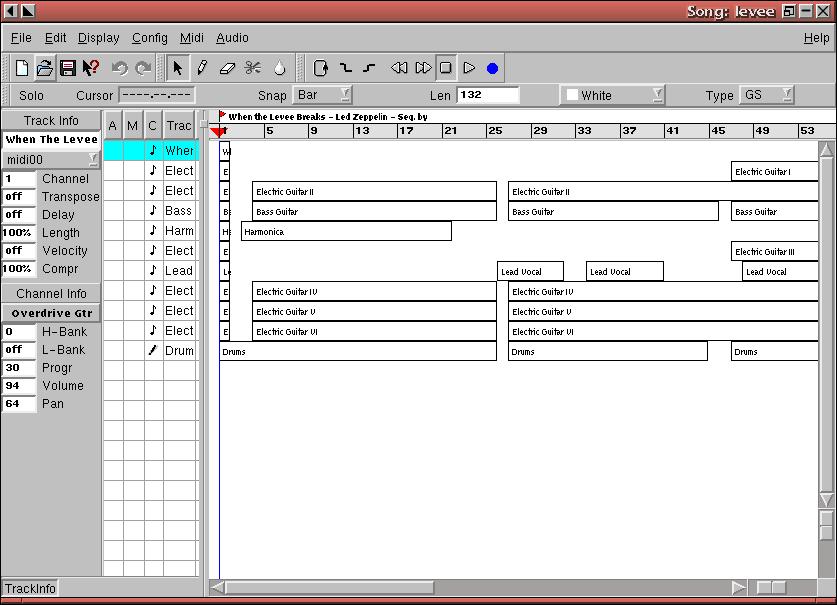 Song: levee
File Edit Display Config Midi Audio Help
Solo Cursor ----.--.--- Snap Bar Len 132 White Type GS
Track Info
When The Levee
midi00
1 Channel
off Transpose
off Delay
100% Length
off Velocity
100% Compr
Channel Info
Overdrive Gtr
0 H-Bank
off L-Bank
30 Progr
94 Volume
64 Pan
TrackInfo
A M C Trac
Wher
Elect
Elect
Bass
Harm
Elect
Lead
Elect
Elect
Elect
Drum
When the Levee Breaks - Led Zeppelin - Seq. by
5 9 13 17 21 25 29 33 37 41 45 49 53
E Electric Guitar I
E Electric Guitar II Electric Guitar II
Bass Guitar Bass Guitar Bass Guitar
Harmonica
E Electric Guitar III
Le Lead Vocal Lead Vocal Lead Vocal
E Electric Guitar IV Electric Guitar IV
E Electric Guitar V Electric Guitar V
E Electric Guitar VI Electric Guitar VI
Drums Drums Drums